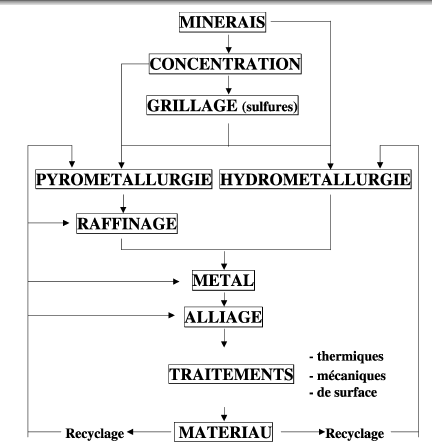 MINERAIS
CONCENTRATION
GRILLAGE (sulfures)
PYROMETALLURGIE HYDROMETALLURGIE
RAFFINAGE
METAL
ALLIAGE
- thermiques
TRAITEMENTS - mécaniques
- de surface
Recyclage MATERIAU Recyclage